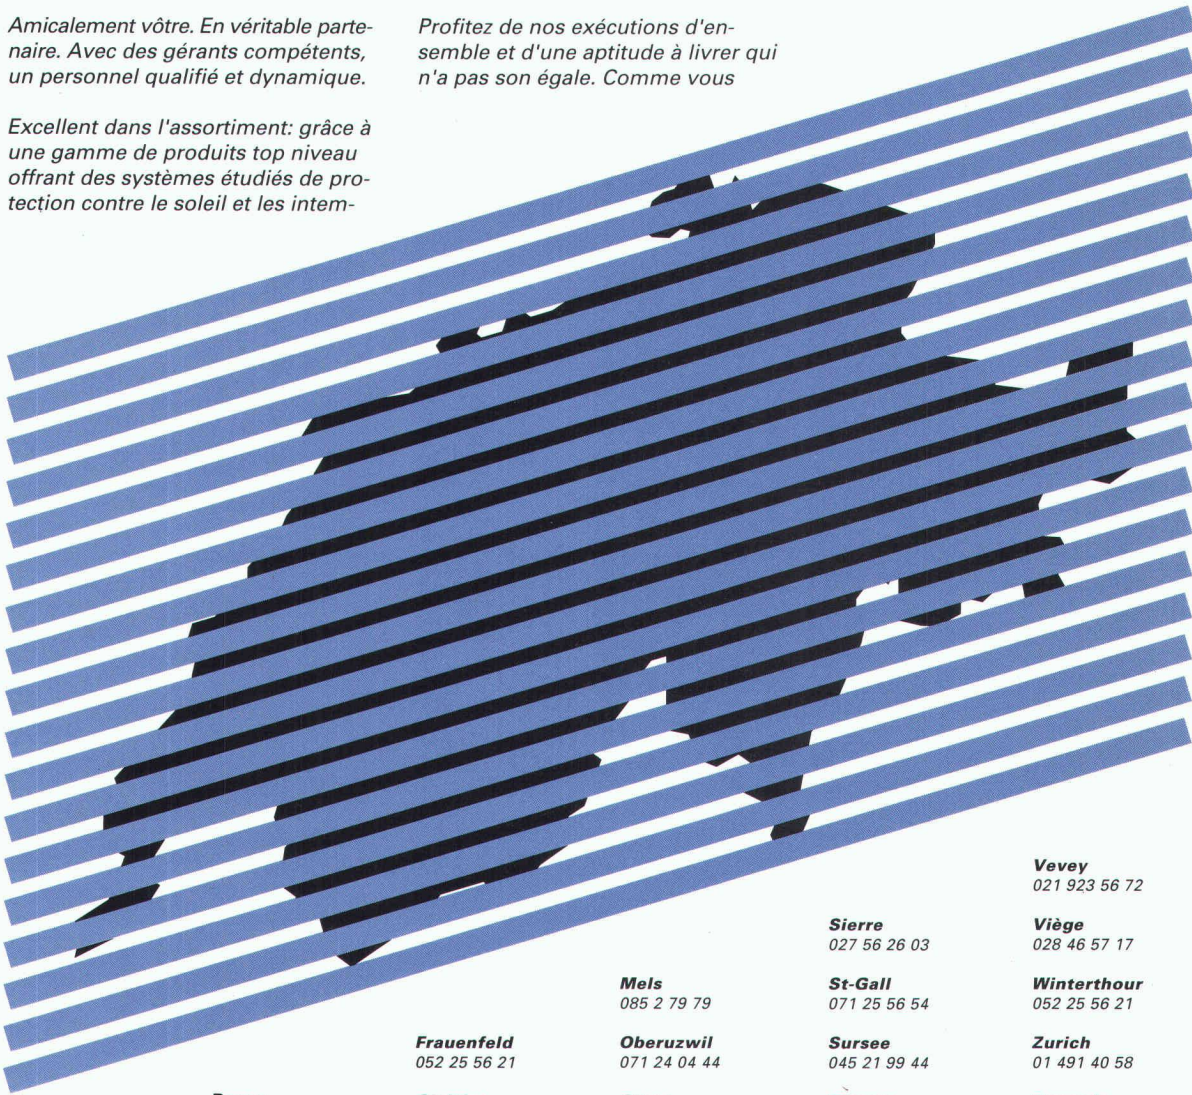 Amicalement vôtre. En véritable parte-
naire. Avec des gérants compétents,
un personnel qualifié et dynamique.
Excellent dans l'assortiment: grâce à
une gamme de produits top niveau
offrant des systèmes étudiés de pro-
tection contre le soleil et les intem-
Profitez de nos exécutions d'en-
semble et d'une aptitude à livrer qui
n'a pas son égale. Comme vous
Frauenfeld
052 25 56 21
Mels
085 2 79 79
Oberuzwil
071 24 04 44
Sierre
027 56 26 03
St-Gall
071 25 56 54
Sursee
045 21 99 44
Vevey
021 923 56 72
Viège
028 46 57 17
Winterthour
052 25 56 21
Zurich
01 491 40 58